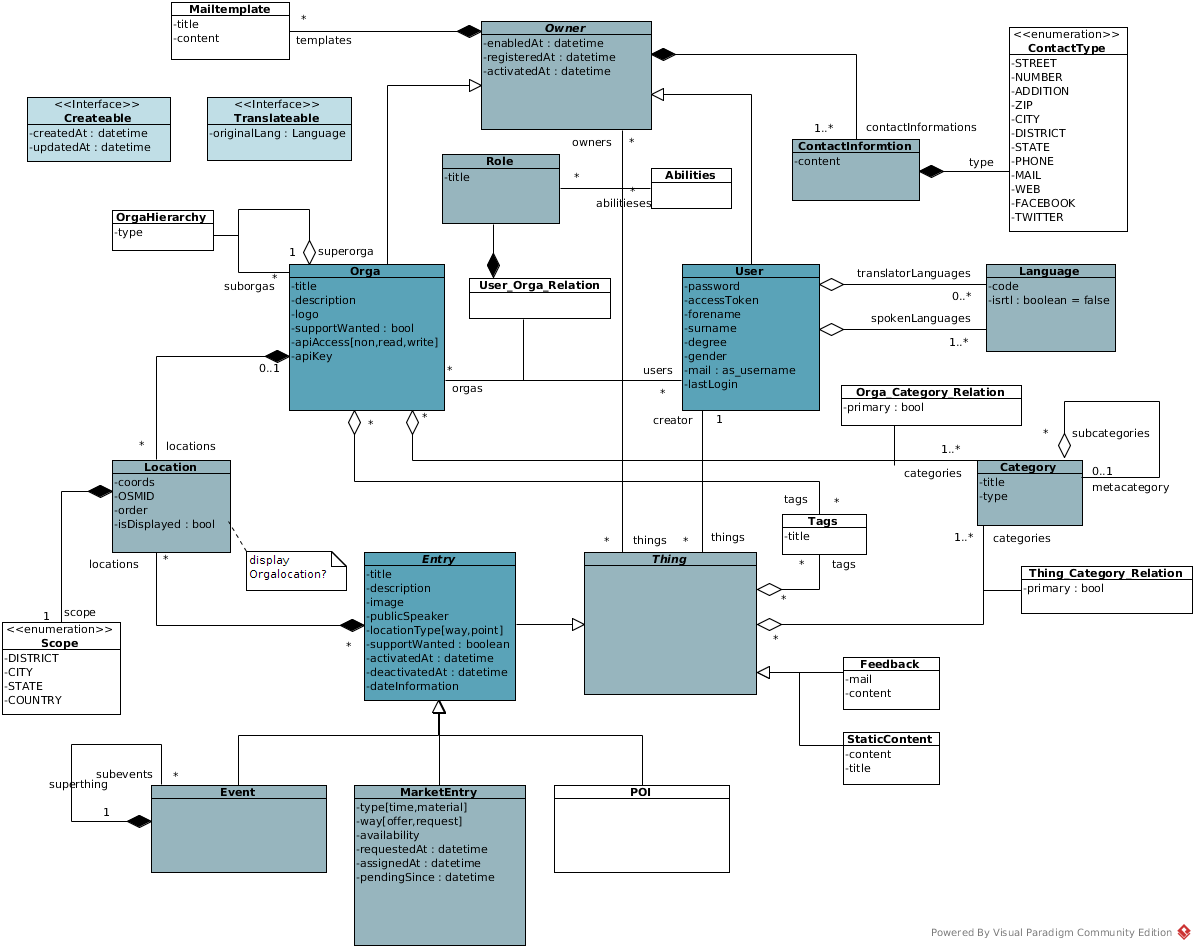 Mailtemplate
-title
-content
*
templates
Owner
-enabledAt : datetime
-registeredAt : datetime
-activatedAt : datetime
<<enumeration>>
ContactType
-STREET
-NUMBER
-ADDITION
-ZIP
-CITY
-DISTRICT
-STATE
-PHONE
-MAIL
-WEB
-FACEBOOK
-TWITTER
<<Interface>>
Createable
-createdAt : datetime
-updatedAt : datetime
<<Interface>>
Translateable
-originalLang : Language
1..*
contactInformations
ContactInformtion
-content
type
owners
*
Role
-title
*
*
abilitieses
Abilities
OrgaHierarchy
-type
1
superorga
*
suborgas
Orga
-title
-description
-logo
-supportWanted : bool
-apiAccess[non,read,write]
-apiKey
User_Orga_Relation
User
-password
-accessToken
-forename
-surname
-degree
-gender
-mail : as_username
-lastLogin
translatorLanguages
0..*
spokenLanguages
1..*
Language
-code
-isrtl : boolean = false
0..1
*
orgas
users
*
creator
1
*
*
Orga_Category_Relation
-primary : bool
1..*
categories
*
subcategories
0..1
metacategory
Category
-title
-type
*
locations
Location
-coords
-OSMID
-order
-isDisplayed : bool
tags
*
Tags
-title
*
tags
*
1..*
categories
locations
*
display
Orgalocation?
*
things
*
things
Entry
-title
-description
-image
-publicSpeaker
-locationType[way,point]
-supportWanted : boolean
-activatedAt : datetime
-deactivatedAt : datetime
-dateInformation
*
Thing
*
Thing_Category_Relation
-primary : bool
1
scope
<<enumeration>>
Scope
-DISTRICT
-CITY
-STATE
-COUNTRY
Feedback
-mail
-content
StaticContent
-content
-title
subevents
*
superthing
1
Event
MarketEntry
-type[time,material]
-way[offer,request]
-availability
-requestedAt : datetime
-assignedAt : datetime
-pendingSince : datetime
POI
Powered By Visual Paradigm Community Edition